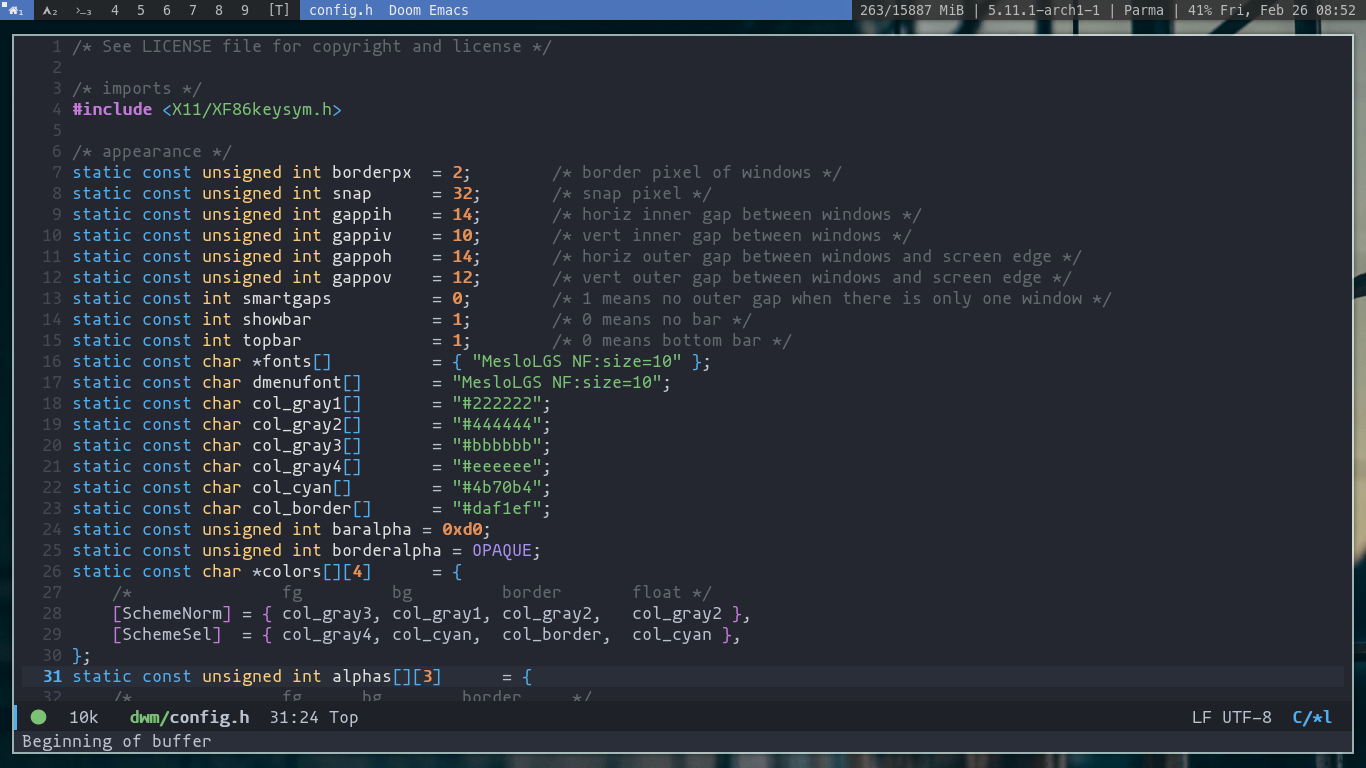 1 2 >_3 4 5 6 7 8 9 [T] config.h Doom Emacs 263/15887 MiB | 5.11.1-arch1-1 | Parma | 41% Fri, Feb 26 08:52
1 /* See LICENSE file for copyright and license */
2
3 /* imports */
4 #include <X11/XF86keysym.h>
5
6 /* appearance */
7 static const unsigned int borderpx  = 2;        /* border pixel of windows */
8 static const unsigned int snap      = 32;       /* snap pixel */
9 static const unsigned int gappih    = 14;       /* horiz inner gap between windows */
10 static const unsigned int gappiv    = 10;       /* vert inner gap between windows */
11 static const unsigned int gappoh    = 14;       /* horiz outer gap between windows and screen edge */
12 static const unsigned int gappov    = 12;       /* vert outer gap between windows and screen edge */
13 static const int smartgaps          = 0;        /* 1 means no outer gap when there is only one window */
14 static const int showbar            = 1;        /* 0 means no bar */
15 static const int topbar             = 1;        /* 0 means bottom bar */
16 static const char *fonts[]          = { "MesloLGS NF:size=10" };
17 static const char dmenufont[]       = "MesloLGS NF:size=10";
18 static const char col_gray1[]       = "#222222";
19 static const char col_gray2[]       = "#444444";
20 static const char col_gray3[]       = "#bbbbbb";
21 static const char col_gray4[]       = "#eeeeee";
22 static const char col_cyan[]        = "#4b70b4";
23 static const char col_border[]      = "#daf1ef";
24 static const unsigned int baralpha = 0xd0;
25 static const unsigned int borderalpha = OPAQUE;
26 static const char *colors[][4]      = {
27     /*               fg         bg         border       float */
28     [SchemeNorm] = { col_gray3, col_gray1, col_gray2,   col_gray2 },
29     [SchemeSel]  = { col_gray4, col_cyan,  col_border,  col_cyan },
30 };
31 static const unsigned int alphas[][3]      = {
32     /*               fg      bg        border     */
10k dwm/config.h 31:24 Top LF UTF-8 C/*l
Beginning of buffer